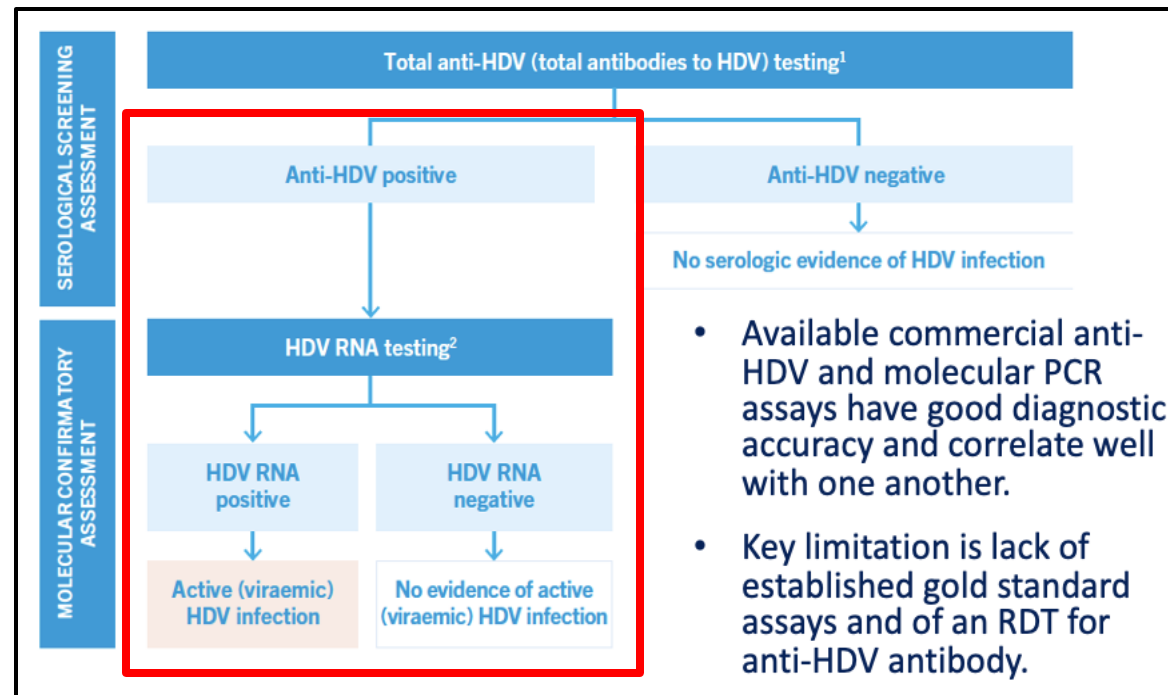 SEROLOGICAL SCREENING
ASSESSMENT
Total anti-HDV (total antibodies to HDV) testing¹
Anti-HDV positive
Anti-HDV negative
No serologic evidence of HDV infection
MOLECULAR CONFIRMATORY
ASSESSMENT
HDV RNA testing²
HDV RNA
positive
HDV RNA
negative
Active (viraemic)
HDV infection
No evidence of active
(viraemic) HDV infection
• Available commercial anti-
HDV and molecular PCR
assays have good diagnostic
accuracy and correlate well
with one another.
• Key limitation is lack of
established gold standard
assays and of an RDT for
anti-HDV antibody.